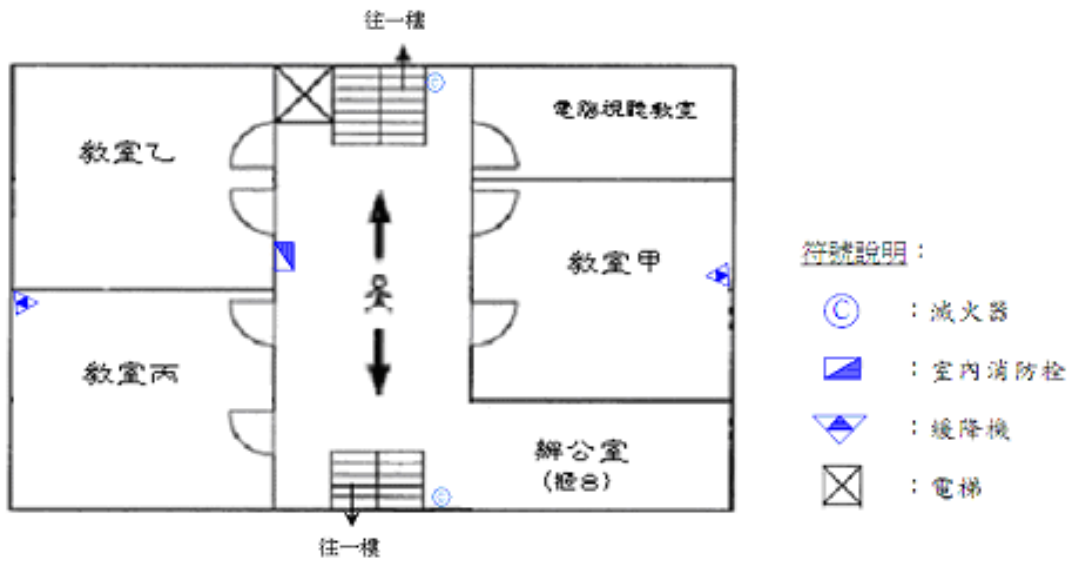 往一樓
C
教室乙
電腦視聽教室
教室甲
教室丙
辦公室
(櫃台)
C
往一樓
符號說明：
C ：滅火器
：室內消防栓
：緩降機
：電梯